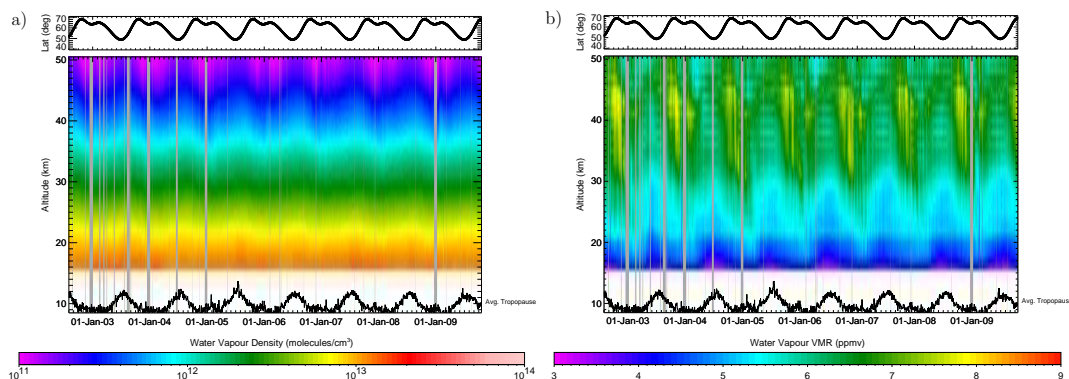 a)
Lat (deg)
70
60
50
40
Altitude (km)
50
40
30
20
10
Avg. Tropopause
01-Jan-03 01-Jan-04 01-Jan-05 01-Jan-06 01-Jan-07 01-Jan-08 01-Jan-09
Water Vapour Density (molecules/cm³)
10¹¹ 10¹² 10¹³ 10¹⁴
b)
Lat (deg)
70
60
50
40
Altitude (km)
50
40
30
20
10
Avg. Tropopause
01-Jan-03 01-Jan-04 01-Jan-05 01-Jan-06 01-Jan-07 01-Jan-08 01-Jan-09
Water Vapour VMR (ppmv)
3 4 5 6 7 8 9